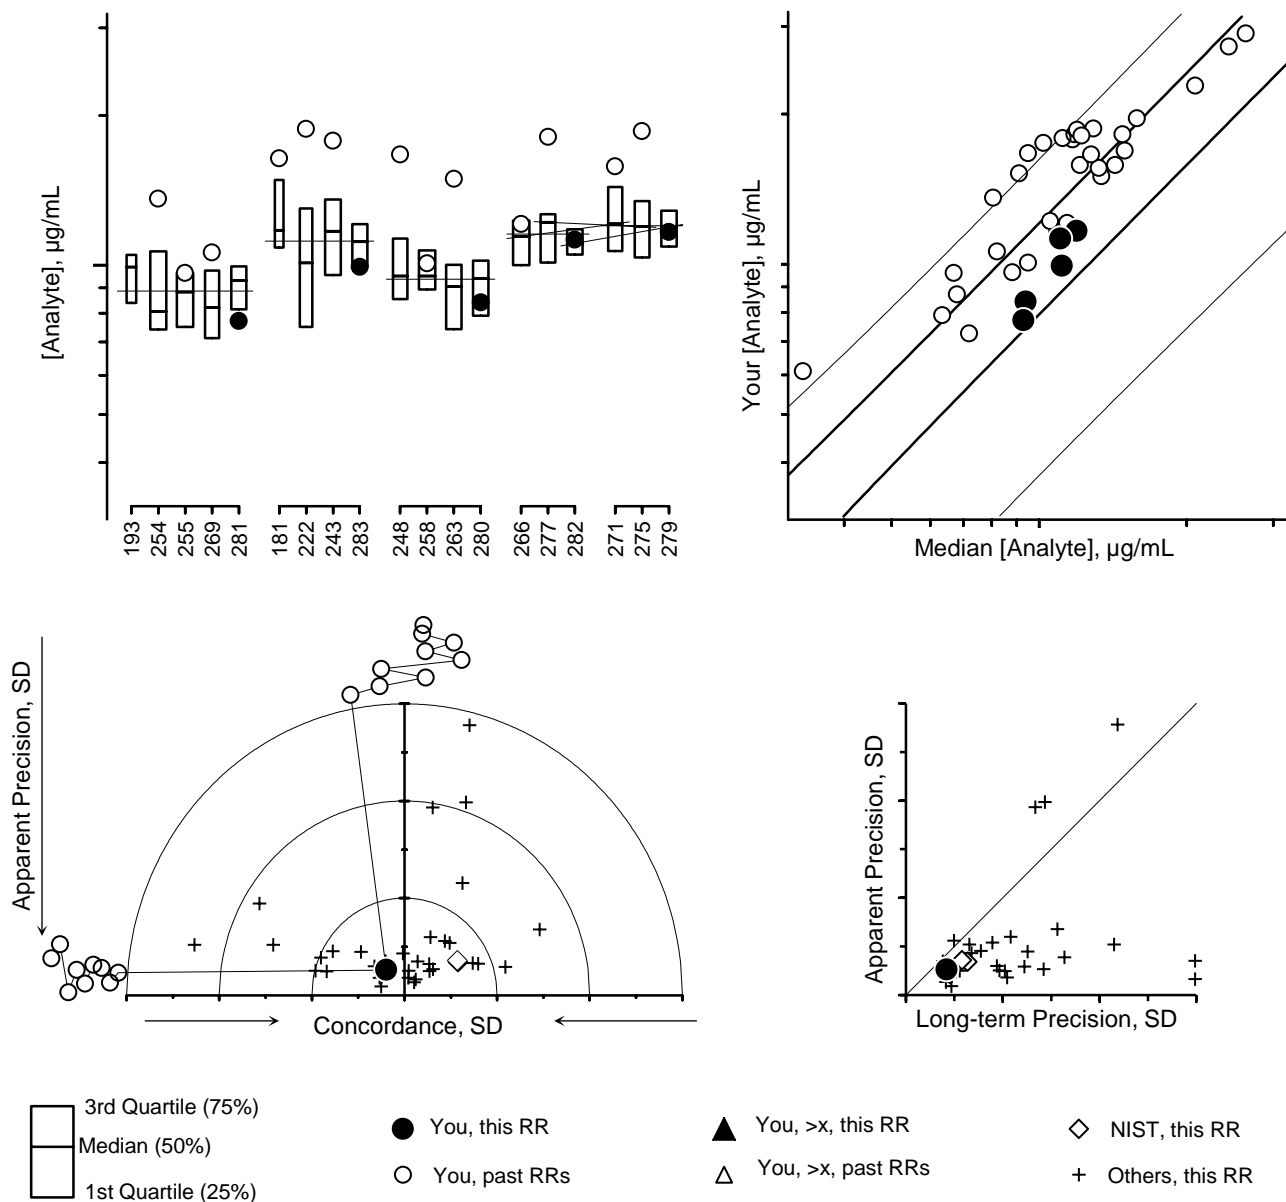 [Analyte], µg/mL
193
254
255
269
281
181
222
243
283
248
258
263
280
266
277
282
271
275
279
Your [Analyte], µg/mL
Median [Analyte], µg/mL
Apparent Precision, SD
Concordance, SD
Apparent Precision, SD
Long-term Precision, SD
3rd Quartile (75%)
Median (50%)
1st Quartile (25%)
You, this RR
You, past RRs
You, >x, this RR
You, >x, past RRs
NIST, this RR
Others, this RR